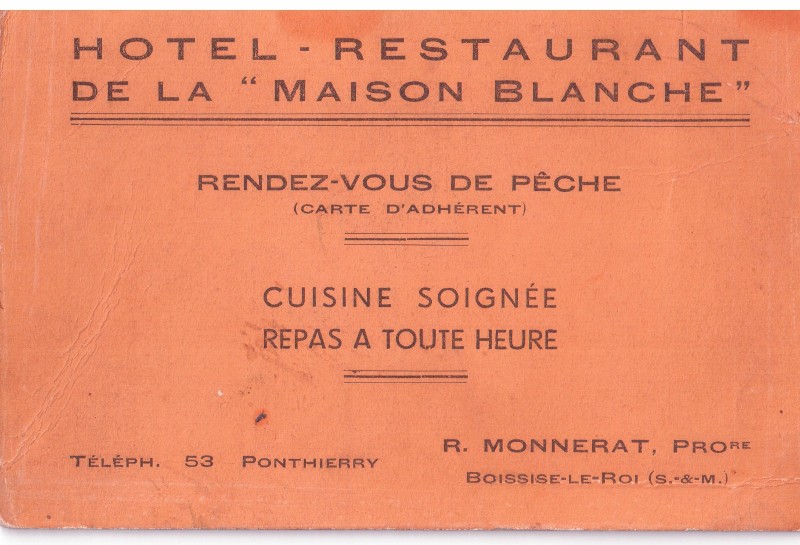 HOTEL - RESTAURANT
DE LA “ MAISON BLANCHE ”
RENDEZ-VOUS DE PÊCHE
(CARTE D'ADHÉRENT)
CUISINE SOIGNÉE
REPAS A TOUTE HEURE
TÉLÉPH. 53 PONTHIERRY
R. MONNERAT, PRORE
BOISSISE-LE-ROI (S.-&-M.)